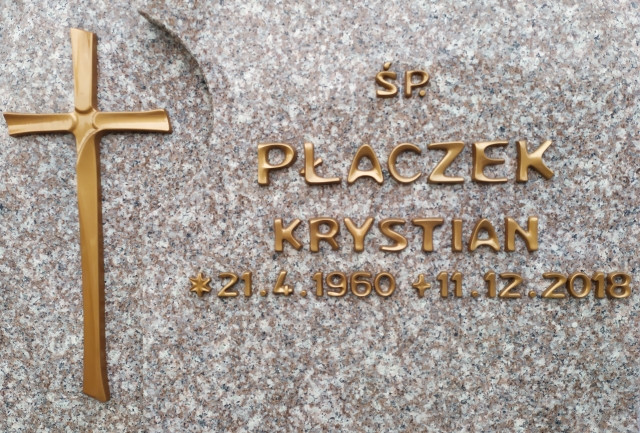 ŚP.
PŁACZEK
KRYSTIAN
*21.4.1960 +11.12.2018